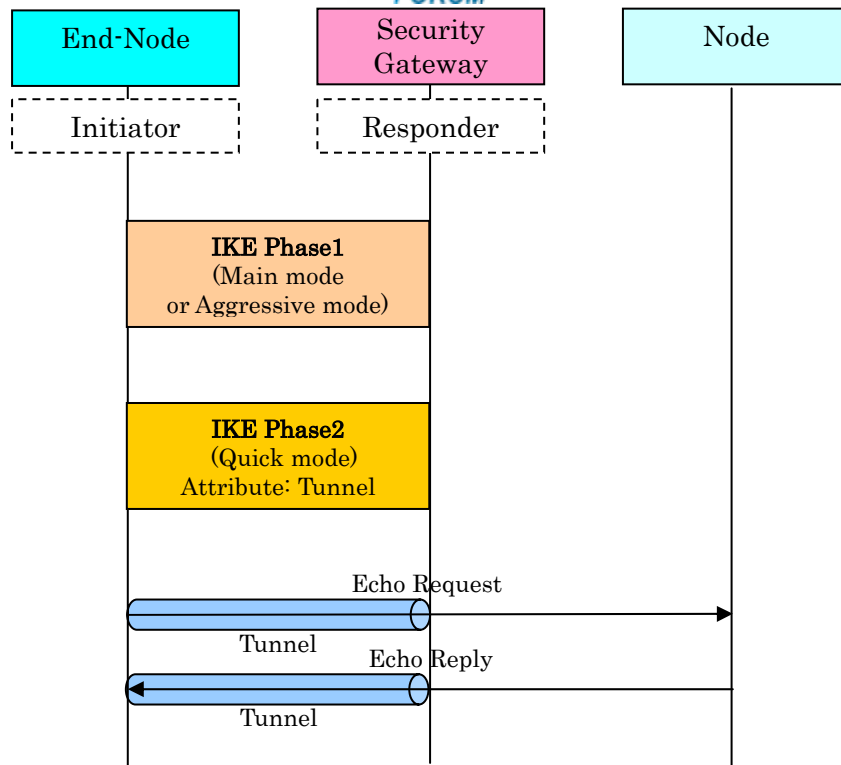 FORUM
End-Node
Security
Gateway
Node
Initiator
Responder
IKE Phase1
(Main mode
or Aggressive mode)
IKE Phase2
(Quick mode)
Attribute: Tunnel
Echo Request
Tunnel
Echo Reply
Tunnel